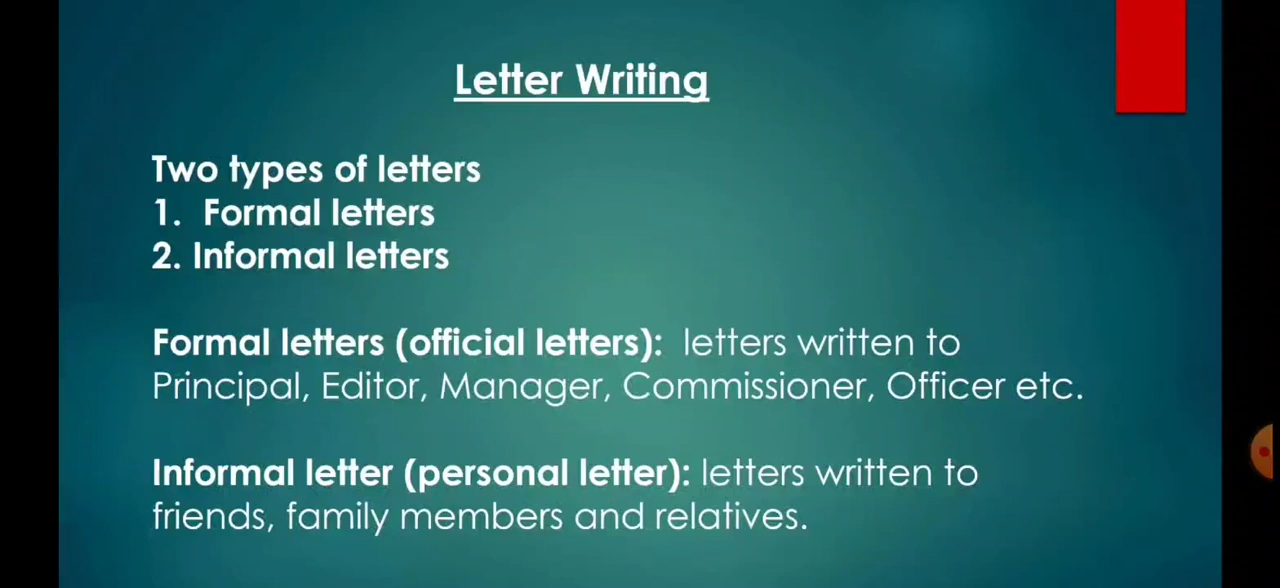 Letter Writing
Two types of letters
1. Formal letters
2. Informal letters
Formal letters (official letters): letters written to
Principal, Editor, Manager, Commissioner, Officer etc.
Informal letter (personal letter): letters written to
friends, family members and relatives.